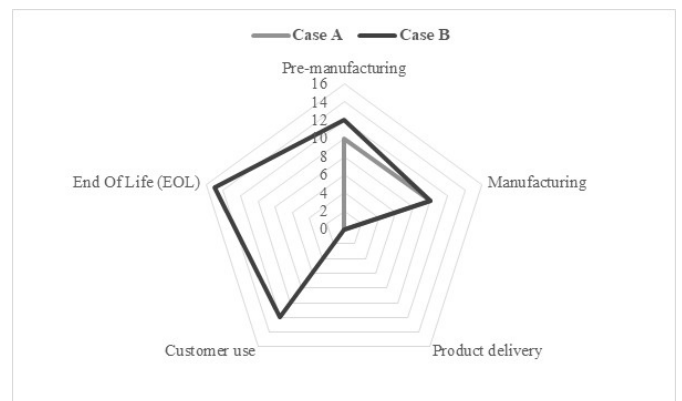 Case A Case B
Pre-manufacturing
16
14
12
10
8
6
4
2
0
End Of Life (EOL)
Manufacturing
Customer use
Product delivery